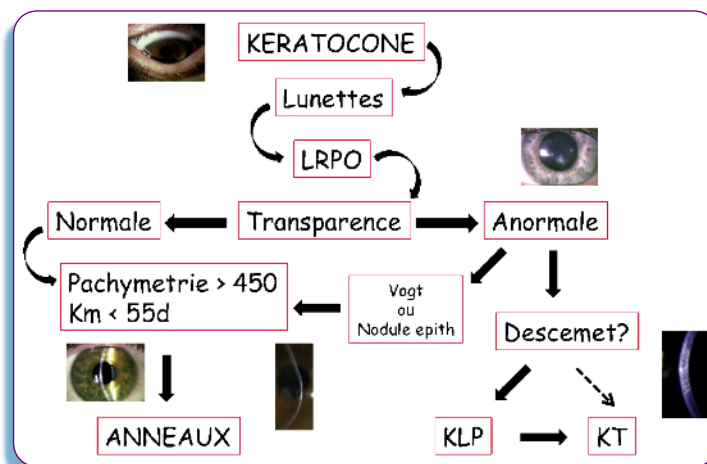 KERATOCONE
Lunettes
LRPO
Normale
Transparence
Anormale
Pachymetrie > 450
Km < 55d
Vogt
ou
Nodule epith
Descemet?
ANNEAUX
KLP
KT